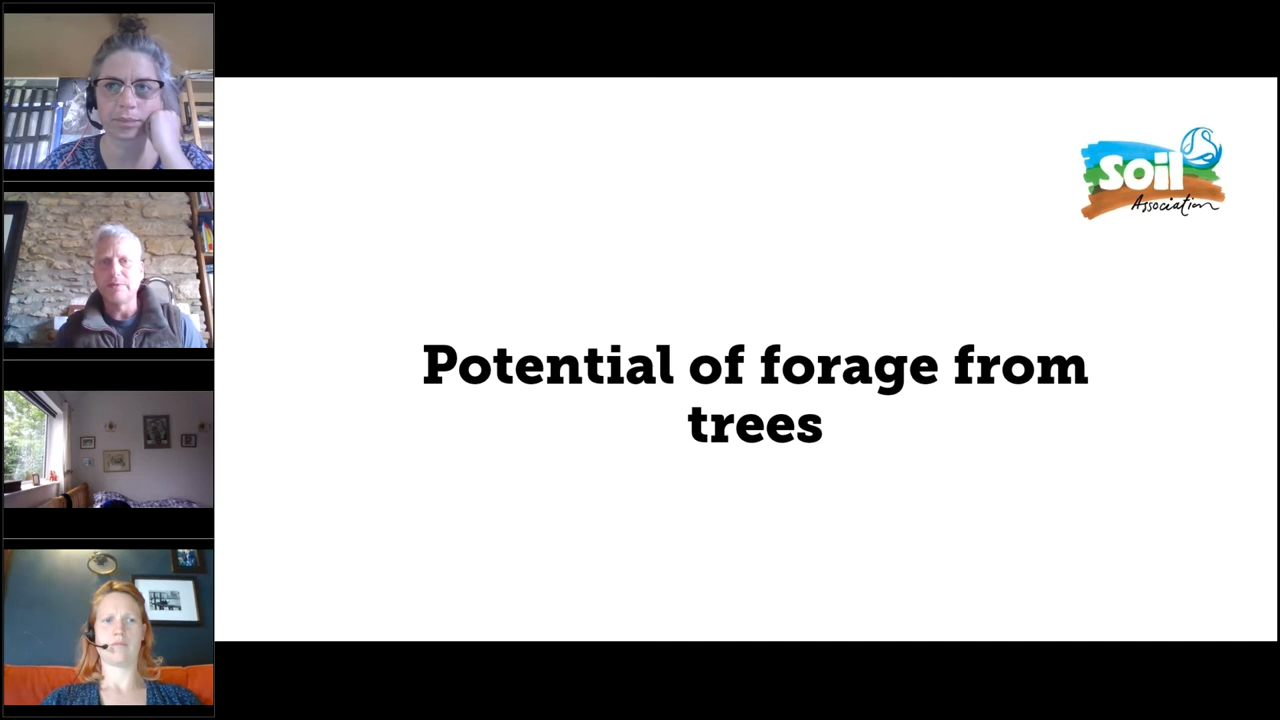 soil
Association
Potential of forage from
trees